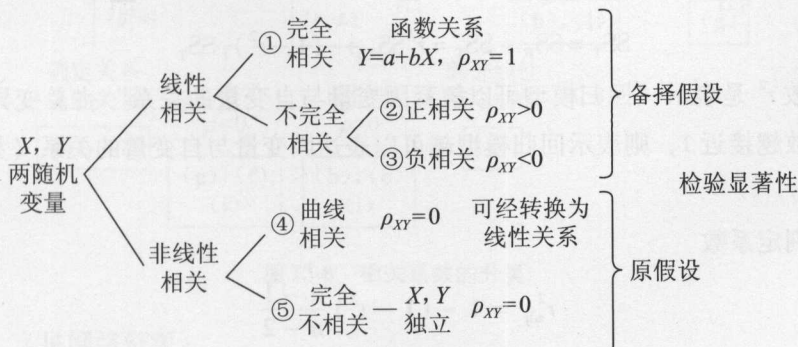 ① 完全相关 函数关系
Y=a+bX, ρXY=1
线性相关
不完全相关
②正相关 ρXY>0
③负相关 ρXY<0
备择假设
X, Y
两随机
变量
检验显著性
④ 曲线相关 ρXY=0 可经转换为线性关系
非线性相关
原假设
⑤ 完全不相关 — X, Y 独立 ρXY=0